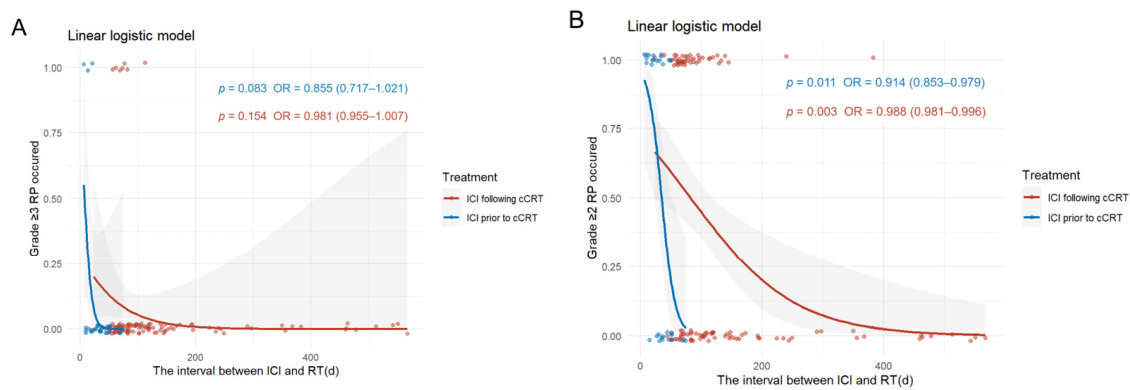 A
Linear logistic model
1.00
0.75
0.50
0.25
0.00
Grade ≥3 RP occured
p = 0.083 OR = 0.855 (0.717–1.021)
p = 0.154 OR = 0.981 (0.955–1.007)
0
200
400
The interval between ICI and RT(d)
Treatment
ICI following cCRT
ICI prior to cCRT
B
Linear logistic model
1.00
0.75
0.50
0.25
0.00
Grade ≥2 RP occured
p = 0.011 OR = 0.914 (0.853–0.979)
p = 0.003 OR = 0.988 (0.981–0.996)
0
200
400
The interval between ICI and RT(d)
Treatment
ICI following cCRT
ICI prior to cCRT